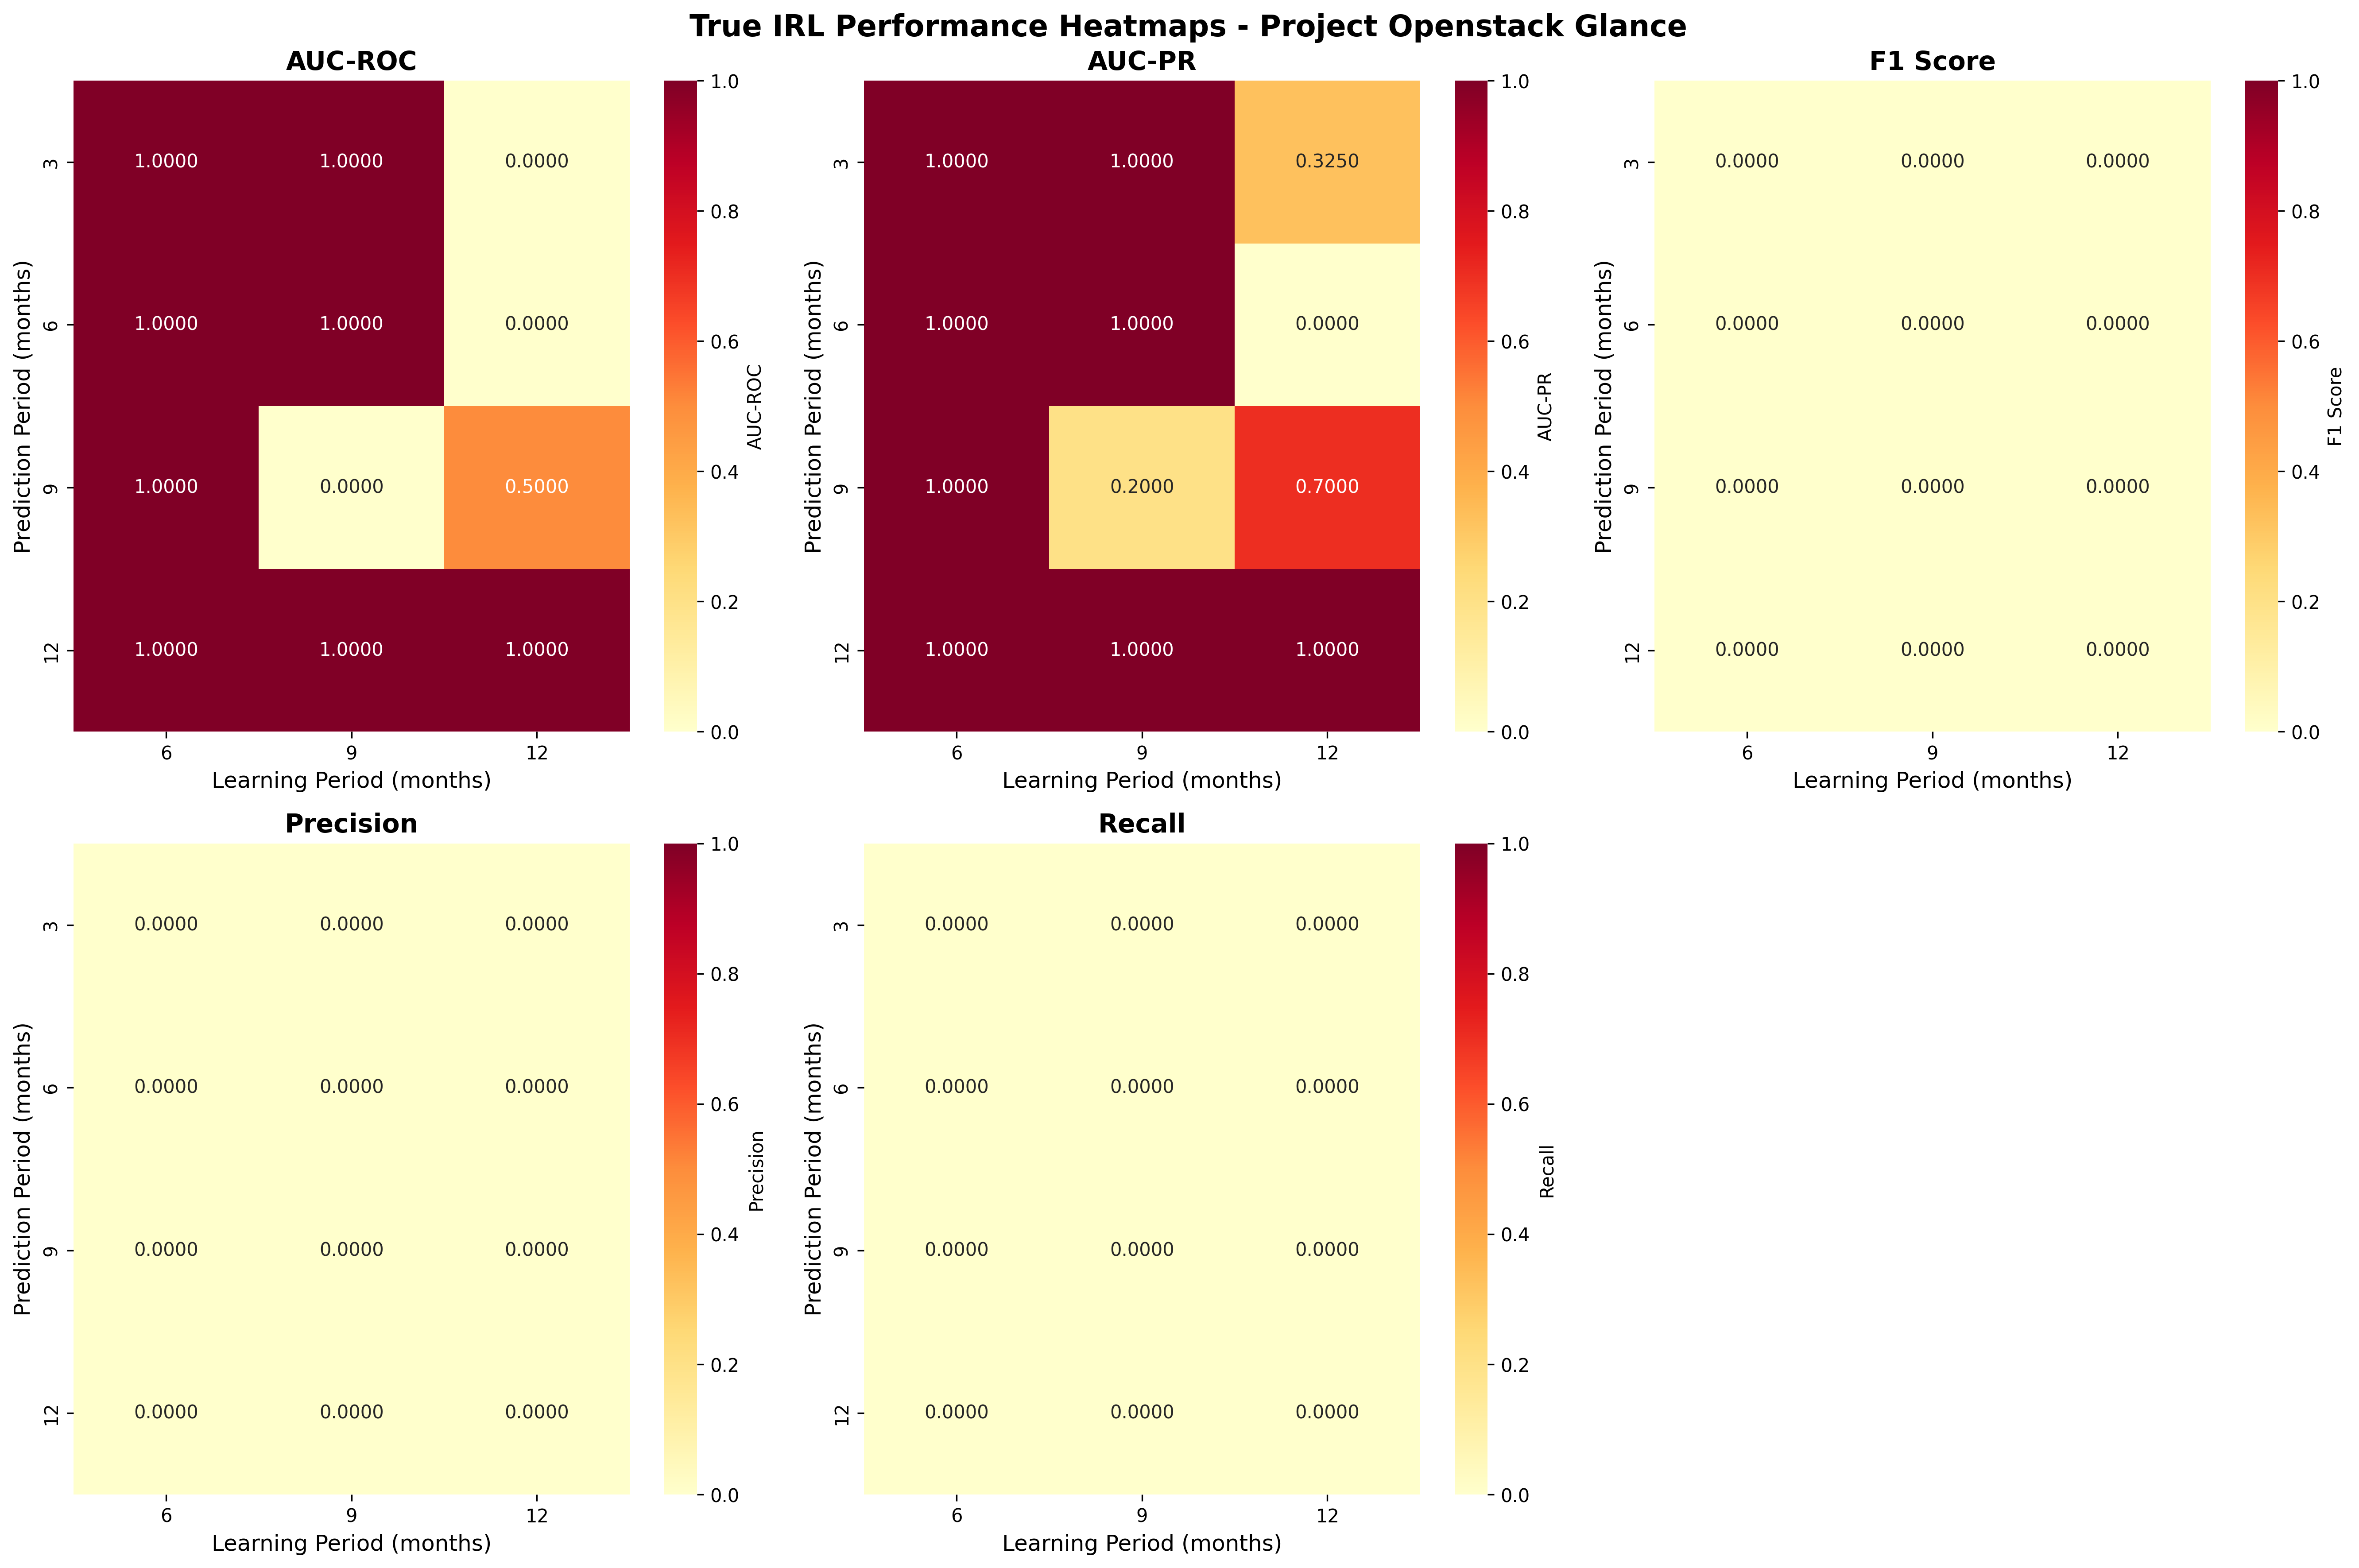 True IRL Performance Heatmaps - Project Openstack Glance
AUC-ROC
Prediction Period (months)
3
1.0000 1.0000 0.0000
6
1.0000 1.0000 0.0000
9
1.0000 0.0000 0.5000
12
1.0000 1.0000 1.0000
6 9 12
Learning Period (months)
1.0
0.8
0.6
0.4
0.2
0.0
AUC-ROC
AUC-PR
Prediction Period (months)
3
1.0000 1.0000 0.3250
6
1.0000 1.0000 0.0000
9
1.0000 0.2000 0.7000
12
1.0000 1.0000 1.0000
6 9 12
Learning Period (months)
1.0
0.8
0.6
0.4
0.2
0.0
AUC-PR
F1 Score
Prediction Period (months)
3
0.0000 0.0000 0.0000
6
0.0000 0.0000 0.0000
9
0.0000 0.0000 0.0000
12
0.0000 0.0000 0.0000
6 9 12
Learning Period (months)
1.0
0.8
0.6
0.4
0.2
0.0
F1 Score
Precision
Prediction Period (months)
3
0.0000 0.0000 0.0000
6
0.0000 0.0000 0.0000
9
0.0000 0.0000 0.0000
12
0.0000 0.0000 0.0000
6 9 12
Learning Period (months)
1.0
0.8
0.6
0.4
0.2
0.0
Precision
Recall
Prediction Period (months)
3
0.0000 0.0000 0.0000
6
0.0000 0.0000 0.0000
9
0.0000 0.0000 0.0000
12
0.0000 0.0000 0.0000
6 9 12
Learning Period (months)
1.0
0.8
0.6
0.4
0.2
0.0
Recall